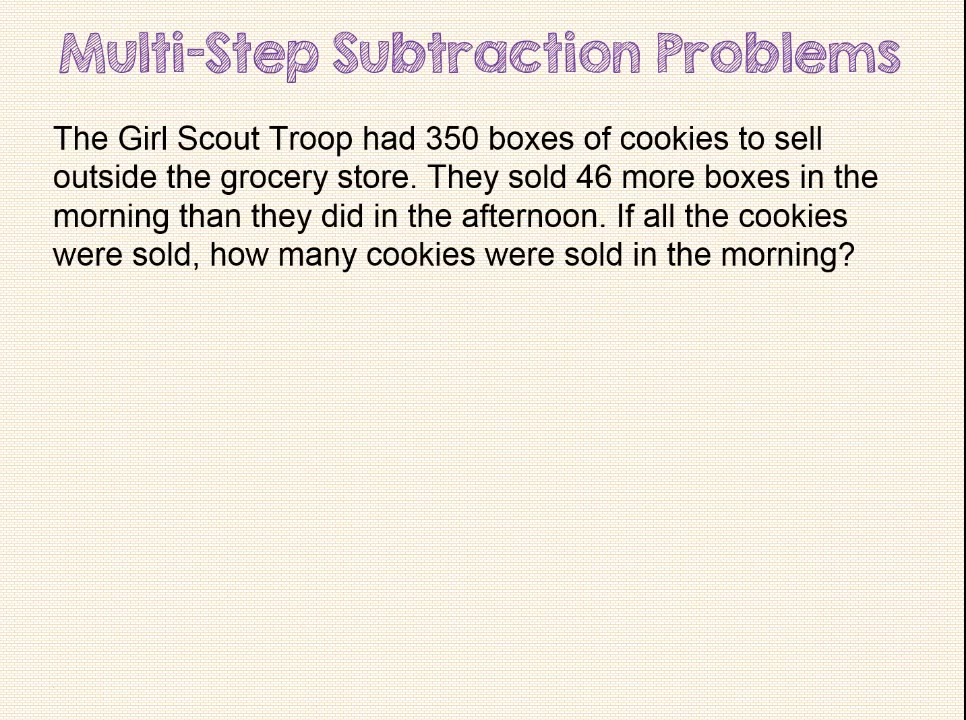 Multi-Step Subtraction Problems
The Girl Scout Troop had 350 boxes of cookies to sell
outside the grocery store. They sold 46 more boxes in the
morning than they did in the afternoon. If all the cookies
were sold, how many cookies were sold in the morning?